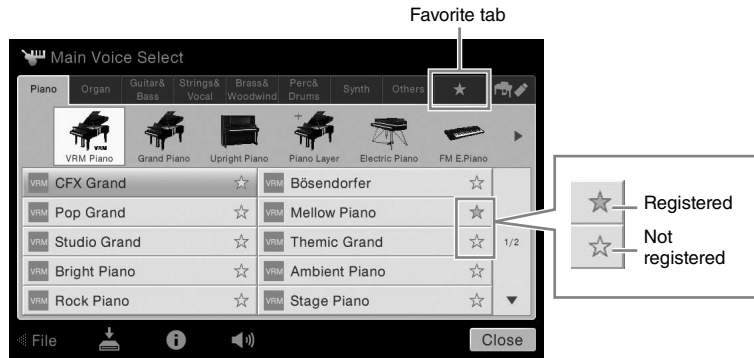 Favorite tab
Main Voice Select
Piano
Organ
Guitar&
Bass
Strings&
Vocal
Brass&
Woodwind
Perc&
Drums
Synth
Others
VRM
VRM Piano
Grand Piano
Upright Piano
Piano Layer
Electric Piano
FM E.Piano
VRM CFX Grand
VRM Bösendorfer
VRM Pop Grand
VRM Mellow Piano
VRM Studio Grand
VRM Themic Grand
1/2
VRM Bright Piano
VRM Ambient Piano
VRM Rock Piano
VRM Stage Piano
File
Close
Registered
Not
registered